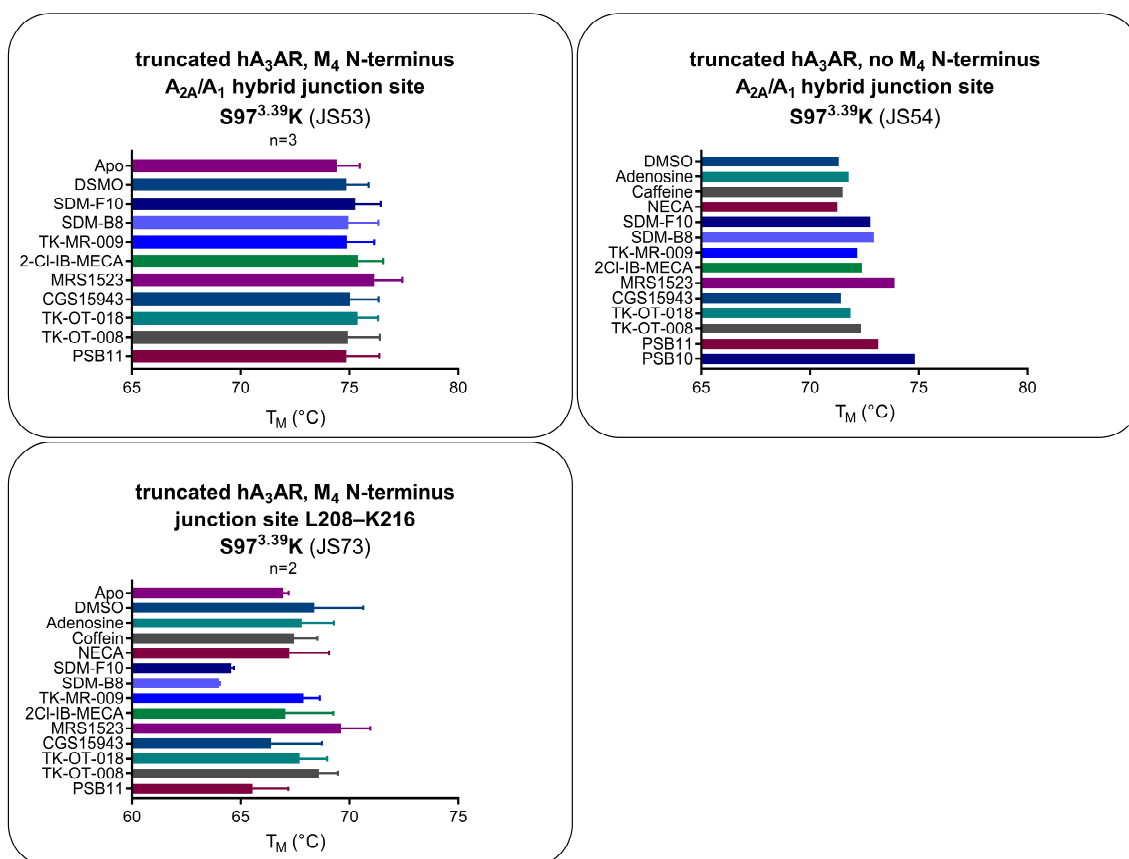 truncated hA3AR, M4 N-terminus
A2A/A1 hybrid junction site
S97^3.39K (JS53)
n=3
Apo
DSMO
SDM-F10
SDM-B8
TK-MR-009
2-Cl-IB-MECA
MRS1523
CGS15943
TK-OT-018
TK-OT-008
PSB11
65 70 75 80
TM (°C)
truncated hA3AR, no M4 N-terminus
A2A/A1 hybrid junction site
S97^3.39K (JS54)
DMSO
Adenosine
Caffeine
NECA
SDM-F10
SDM-B8
TK-MR-009
2Cl-IB-MECA
MRS1523
CGS15943
TK-OT-018
TK-OT-008
PSB11
PSB10
65 70 75 80
TM (°C)
truncated hA3AR, M4 N-terminus
junction site L208–K216
S97^3.39K (JS73)
n=2
Apo
DMSO
Adenosine
Coffein
NECA
SDM-F10
SDM-B8
TK-MR-009
2Cl-IB-MECA
MRS1523
CGS15943
TK-OT-018
TK-OT-008
PSB11
60 65 70 75
TM (°C)